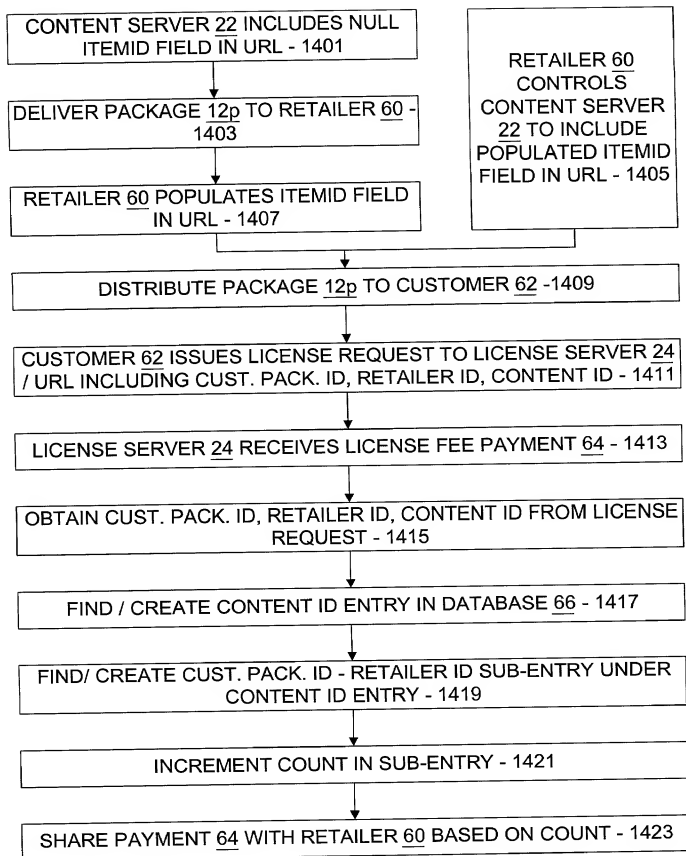 CONTENT SERVER 22 INCLUDES NULL
ITEMID FIELD IN URL - 1401
DELIVER PACKAGE 12p TO RETAILER 60 -
1403
RETAILER 60 POPULATES ITEMID FIELD
IN URL - 1407
RETAILER 60
CONTROLS
CONTENT SERVER
22 TO INCLUDE
POPULATED ITEMID
FIELD IN URL - 1405
DISTRIBUTE PACKAGE 12p TO CUSTOMER 62 -1409
CUSTOMER 62 ISSUES LICENSE REQUEST TO LICENSE SERVER 24
/ URL INCLUDING CUST. PACK. ID, RETAILER ID, CONTENT ID - 1411
LICENSE SERVER 24 RECEIVES LICENSE FEE PAYMENT 64 - 1413
OBTAIN CUST. PACK. ID, RETAILER ID, CONTENT ID FROM LICENSE
REQUEST - 1415
FIND / CREATE CONTENT ID ENTRY IN DATABASE 66 - 1417
FIND/ CREATE CUST. PACK. ID - RETAILER ID SUB-ENTRY UNDER
CONTENT ID ENTRY - 1419
INCREMENT COUNT IN SUB-ENTRY - 1421
SHARE PAYMENT 64 WITH RETAILER 60 BASED ON COUNT - 1423